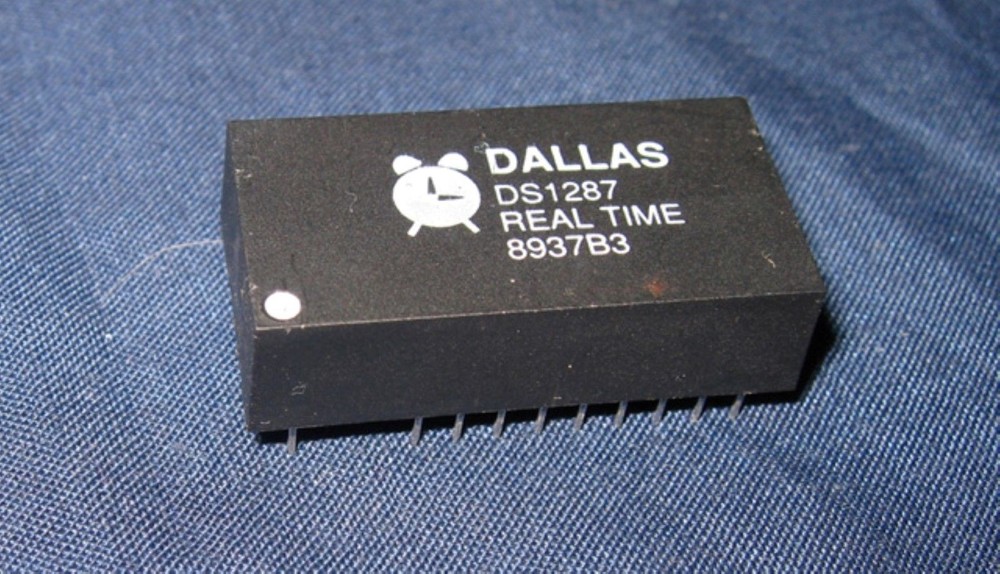 DALLAS
DS1287
REAL TIME
8937B3